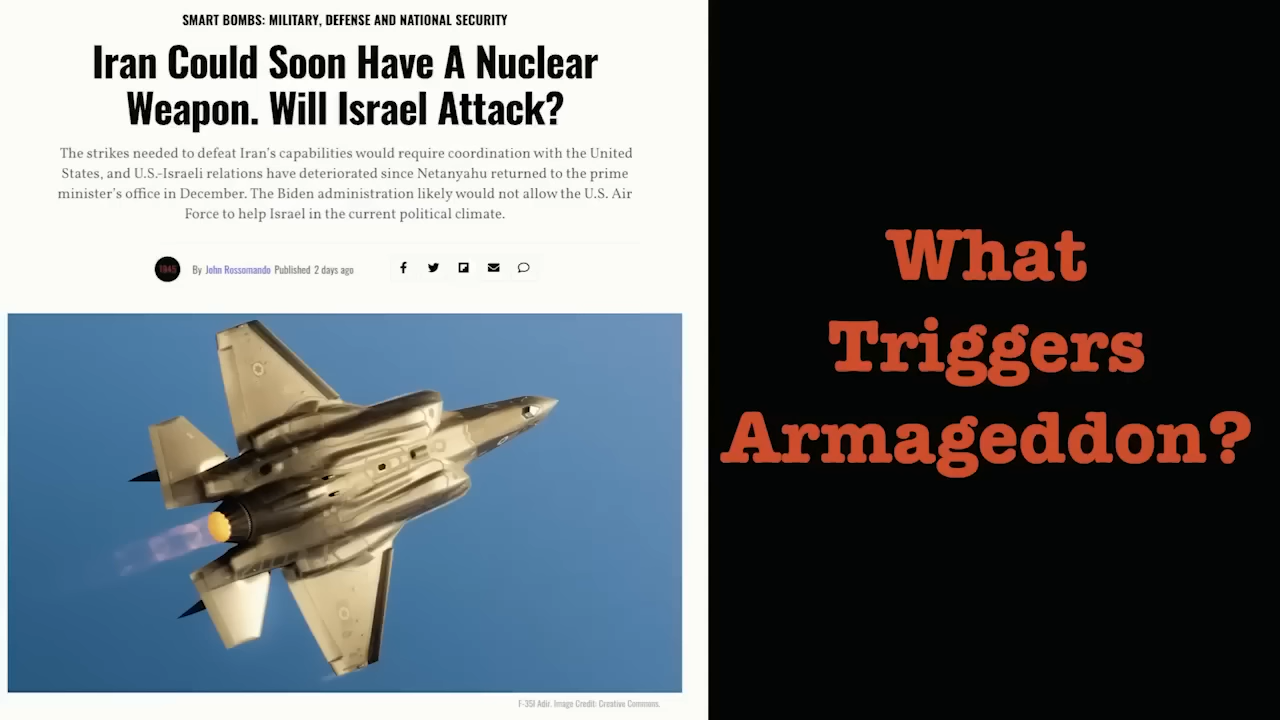 SMART BOMBS: MILITARY, DEFENSE AND NATIONAL SECURITY
Iran Could Soon Have A Nuclear
Weapon. Will Israel Attack?
The strikes needed to defeat Iran's capabilities would require coordination with the United
States, and U.S.-Israeli relations have deteriorated since Netanyahu returned to the prime
minister's office in December. The Biden administration likely would not allow the U.S. Air
Force to help Israel in the current political climate.
1945
By John Rossomando Published 2 days ago
F-35I Adir. Image Credit: Creative Commons.
What
Triggers
Armageddon?